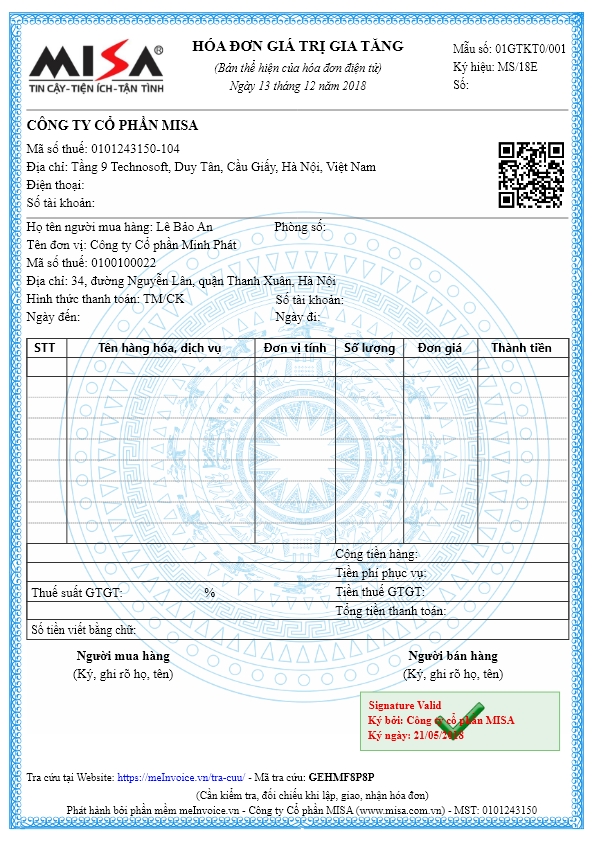 MISA®
TIN CẬY-TIỆN ÍCH-TẬN TÌNH
HÓA ĐƠN GIÁ TRỊ GIA TĂNG
(Bản thể hiện của hóa đơn điện tử)
Ngày 13 tháng 12 năm 2018
Mẫu số: 01GTKT0/001
Ký hiệu: MS/18E
Số:
CÔNG TY CỔ PHẦN MISA
Mã số thuế: 0101243150-104
Địa chỉ: Tầng 9 Technosoft, Duy Tân, Cầu Giấy, Hà Nội, Việt Nam
Điện thoại:
Số tài khoản:
Họ tên người mua hàng: Lê Bảo An Phòng số:
Tên đơn vị: Công ty Cổ phần Minh Phát
Mã số thuế: 0100100022
Địa chỉ: 34, đường Nguyễn Lân, quận Thanh Xuân, Hà Nội
Hình thức thanh toán: TM/CK Số tài khoản:
Ngày đến: Ngày đi:
STT Tên hàng hóa, dịch vụ Đơn vị tính Số lượng Đơn giá Thành tiền
Cộng tiền hàng:
Tiền phí phục vụ:
Thuế suất GTGT: % Tiền thuế GTGT:
Tổng tiền thanh toán:
Số tiền viết bằng chữ:
Người mua hàng Người bán hàng
(Ký, ghi rõ họ, tên) (Ký, ghi rõ họ, tên)
Signature Valid
Ký bởi: Công ty cổ phần MISA
Ký ngày: 21/05/2018
Tra cứu tại Website: https://meInvoice.vn/tra-cuu/ - Mã tra cứu: GEHMF8P8P
(Cần kiểm tra, đối chiếu khi lập, giao, nhận hóa đơn)
Phát hành bởi phần mềm meInvoice.vn - Công ty Cổ phần MISA (www.misa.com.vn) - MST: 0101243150